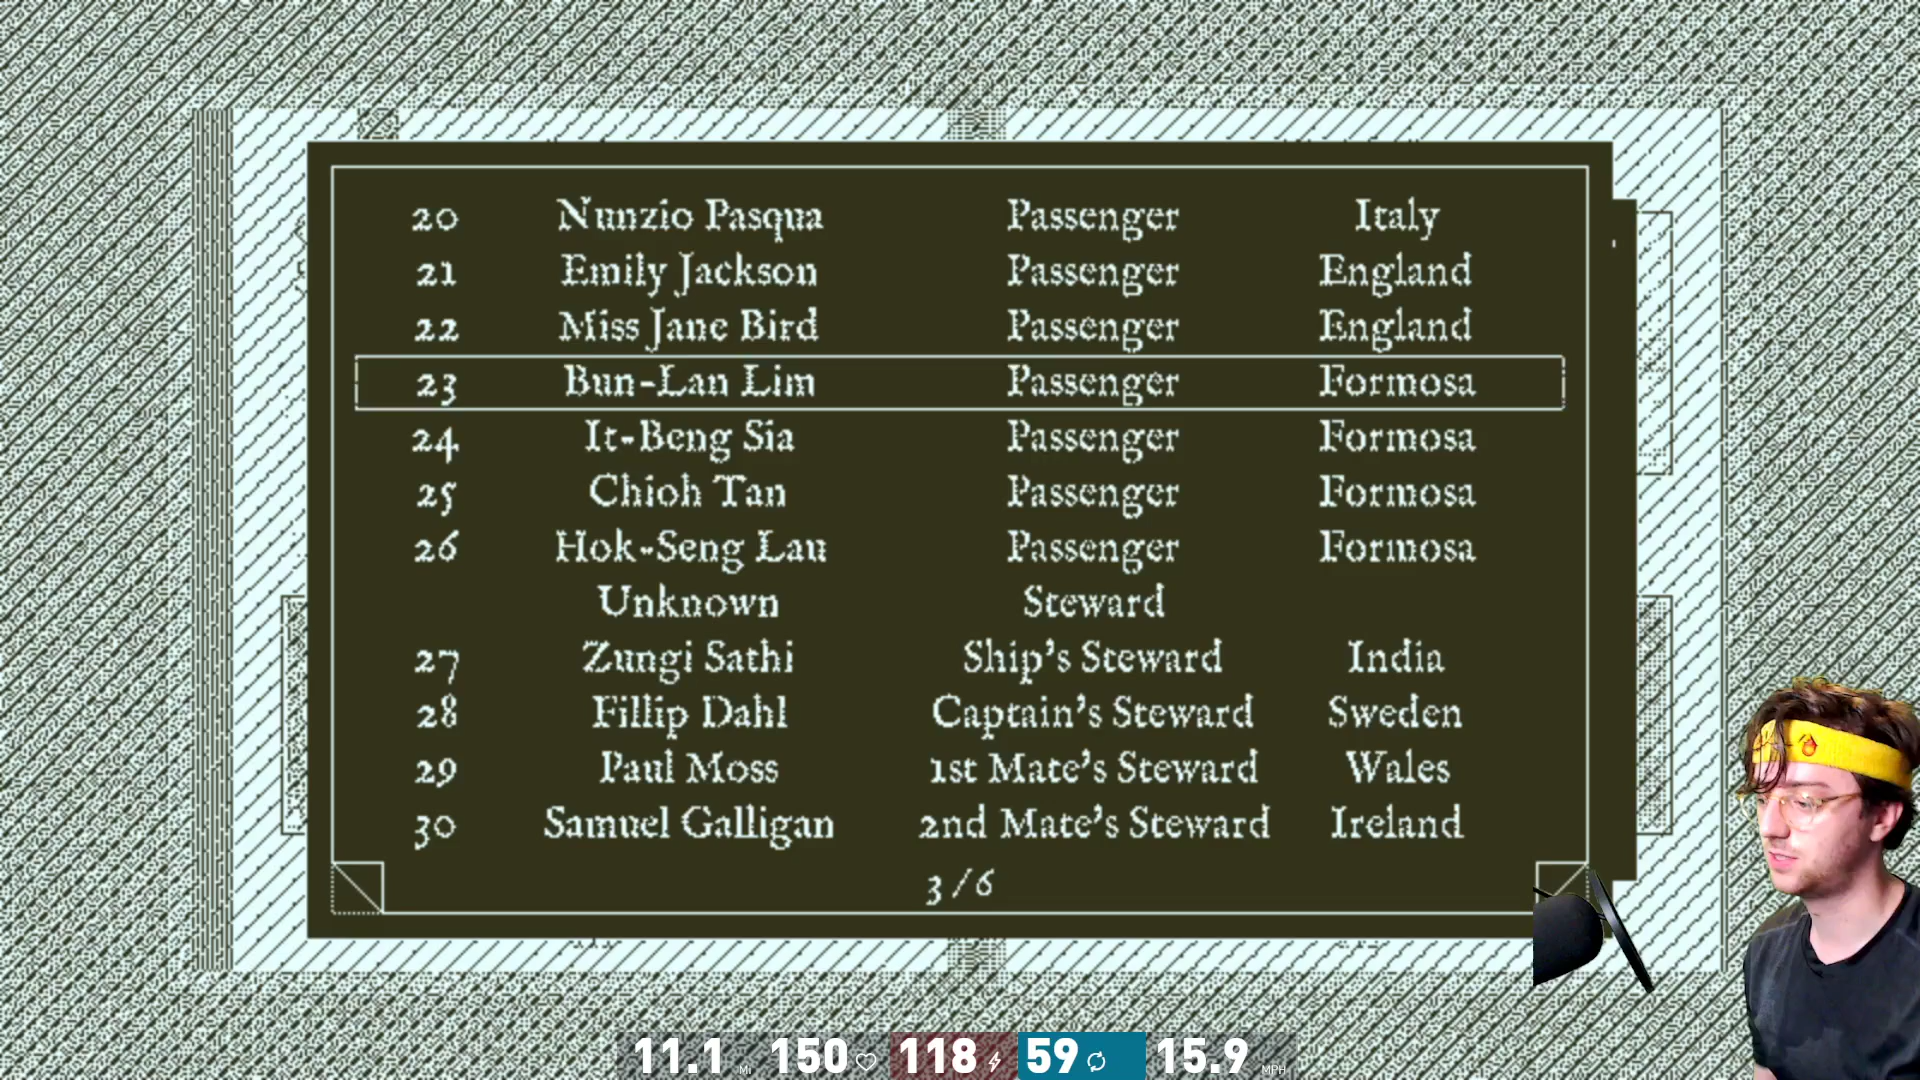 20 Nunzio Pasqua Passenger Italy
21 Emily Jackson Passenger England
22 Miss Jane Bird Passenger England
23 Bun-Lan Lim Passenger Formosa
24 It-Beng Sia Passenger Formosa
25 Chioh Tan Passenger Formosa
26 Hok-Seng Lau Passenger Formosa
Unknown Steward
27 Zungi Sathi Ship's Steward India
28 Fillip Dahl Captain's Steward Sweden
29 Paul Moss 1st Mate's Steward Wales
30 Samuel Galligan 2nd Mate's Steward Ireland
3/6
11.1 MI 150 118 59 15.9 MPH